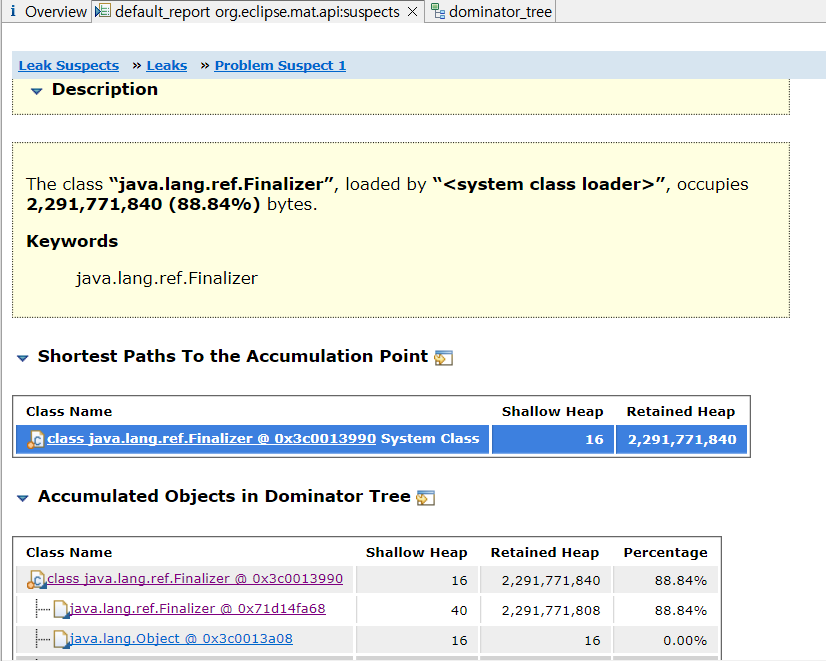 i Overview default_report org.eclipse.mat.api:suspects dominator_tree
Leak Suspects » Leaks » Problem Suspect 1
Description
The class “java.lang.ref.Finalizer”, loaded by “<system class loader>”, occupies
2,291,771,840 (88.84%) bytes.
Keywords
java.lang.ref.Finalizer
Shortest Paths To the Accumulation Point
Class Name Shallow Heap Retained Heap
class java.lang.ref.Finalizer @ 0x3c0013990 System Class 16 2,291,771,840
Accumulated Objects in Dominator Tree
Class Name Shallow Heap Retained Heap Percentage
class java.lang.ref.Finalizer @ 0x3c0013990 16 2,291,771,840 88.84%
java.lang.ref.Finalizer @ 0x71d14fa68 40 2,291,771,808 88.84%
java.lang.Object @ 0x3c0013a08 16 16 0.00%